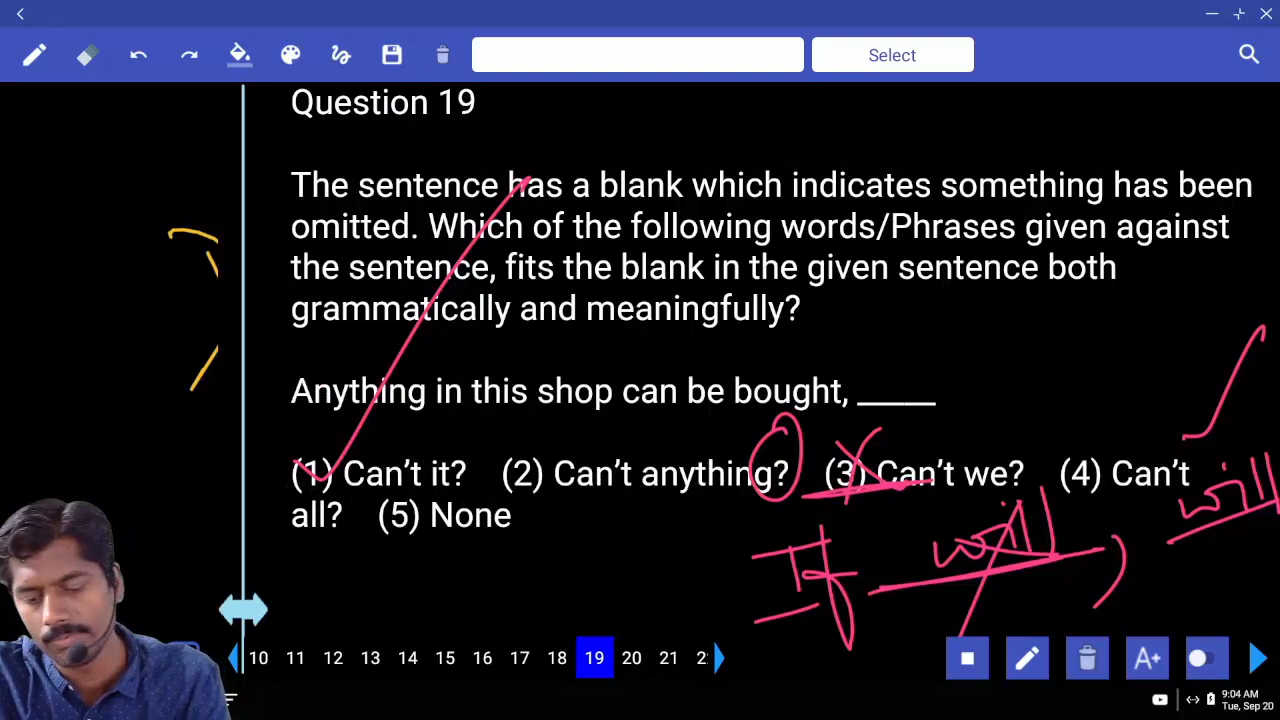 Select
Question 19
The sentence has a blank which indicates something has been
omitted. Which of the following words/Phrases given against
the sentence, fits the blank in the given sentence both
grammatically and meaningfully?
Anything in this shop can be bought, _____
(1) Can't it? (2) Can't anything? (3) Can't we? (4) Can't
all? (5) None
will
If will ,
10 11 12 13 14 15 16 17 18 19 20 21 2
A+
9:04 AM
Tue, Sep 20